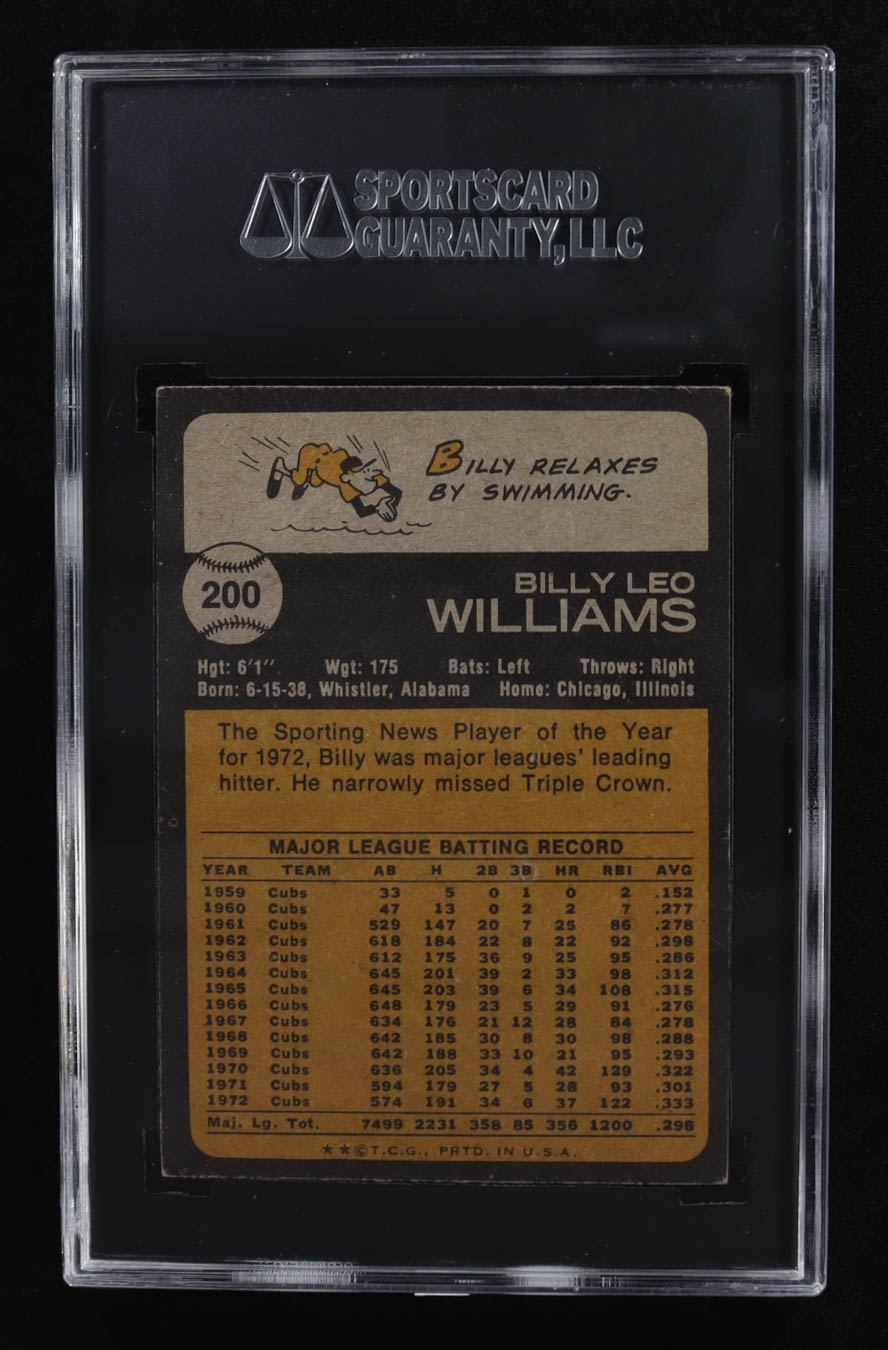 SPORTSCARD
GUARANTY, LLC
BILLY RELAXES
BY SWIMMING.
200
BILLY LEO
WILLIAMS
Hgt: 6'1" Wgt: 175 Bats: Left Throws: Right
Born: 6-15-38, Whistler, Alabama Home: Chicago, Illinois
The Sporting News Player of the Year
for 1972, Billy was major leagues' leading
hitter. He narrowly missed Triple Crown.
MAJOR LEAGUE BATTING RECORD
YEAR TEAM AB H 2B 3B HR RBI AVG
1959 Cubs 33 5 0 1 0 2 .152
1960 Cubs 47 13 0 2 2 7 .277
1961 Cubs 529 147 20 7 25 86 .278
1962 Cubs 618 184 22 8 22 92 .298
1963 Cubs 612 175 36 9 25 95 .286
1964 Cubs 645 201 39 2 33 98 .312
1965 Cubs 645 203 39 6 34 108 .315
1966 Cubs 648 179 23 5 29 91 .276
1967 Cubs 634 176 21 12 28 84 .278
1968 Cubs 642 185 30 8 30 98 .288
1969 Cubs 642 188 33 10 21 95 .293
1970 Cubs 636 205 34 4 42 129 .322
1971 Cubs 594 179 27 5 28 93 .301
1972 Cubs 574 191 34 6 37 122 .333
Maj. Lg. Tot. 7499 2231 358 85 356 1200 .298
★★©T.C.G., PRTD. IN U.S.A.